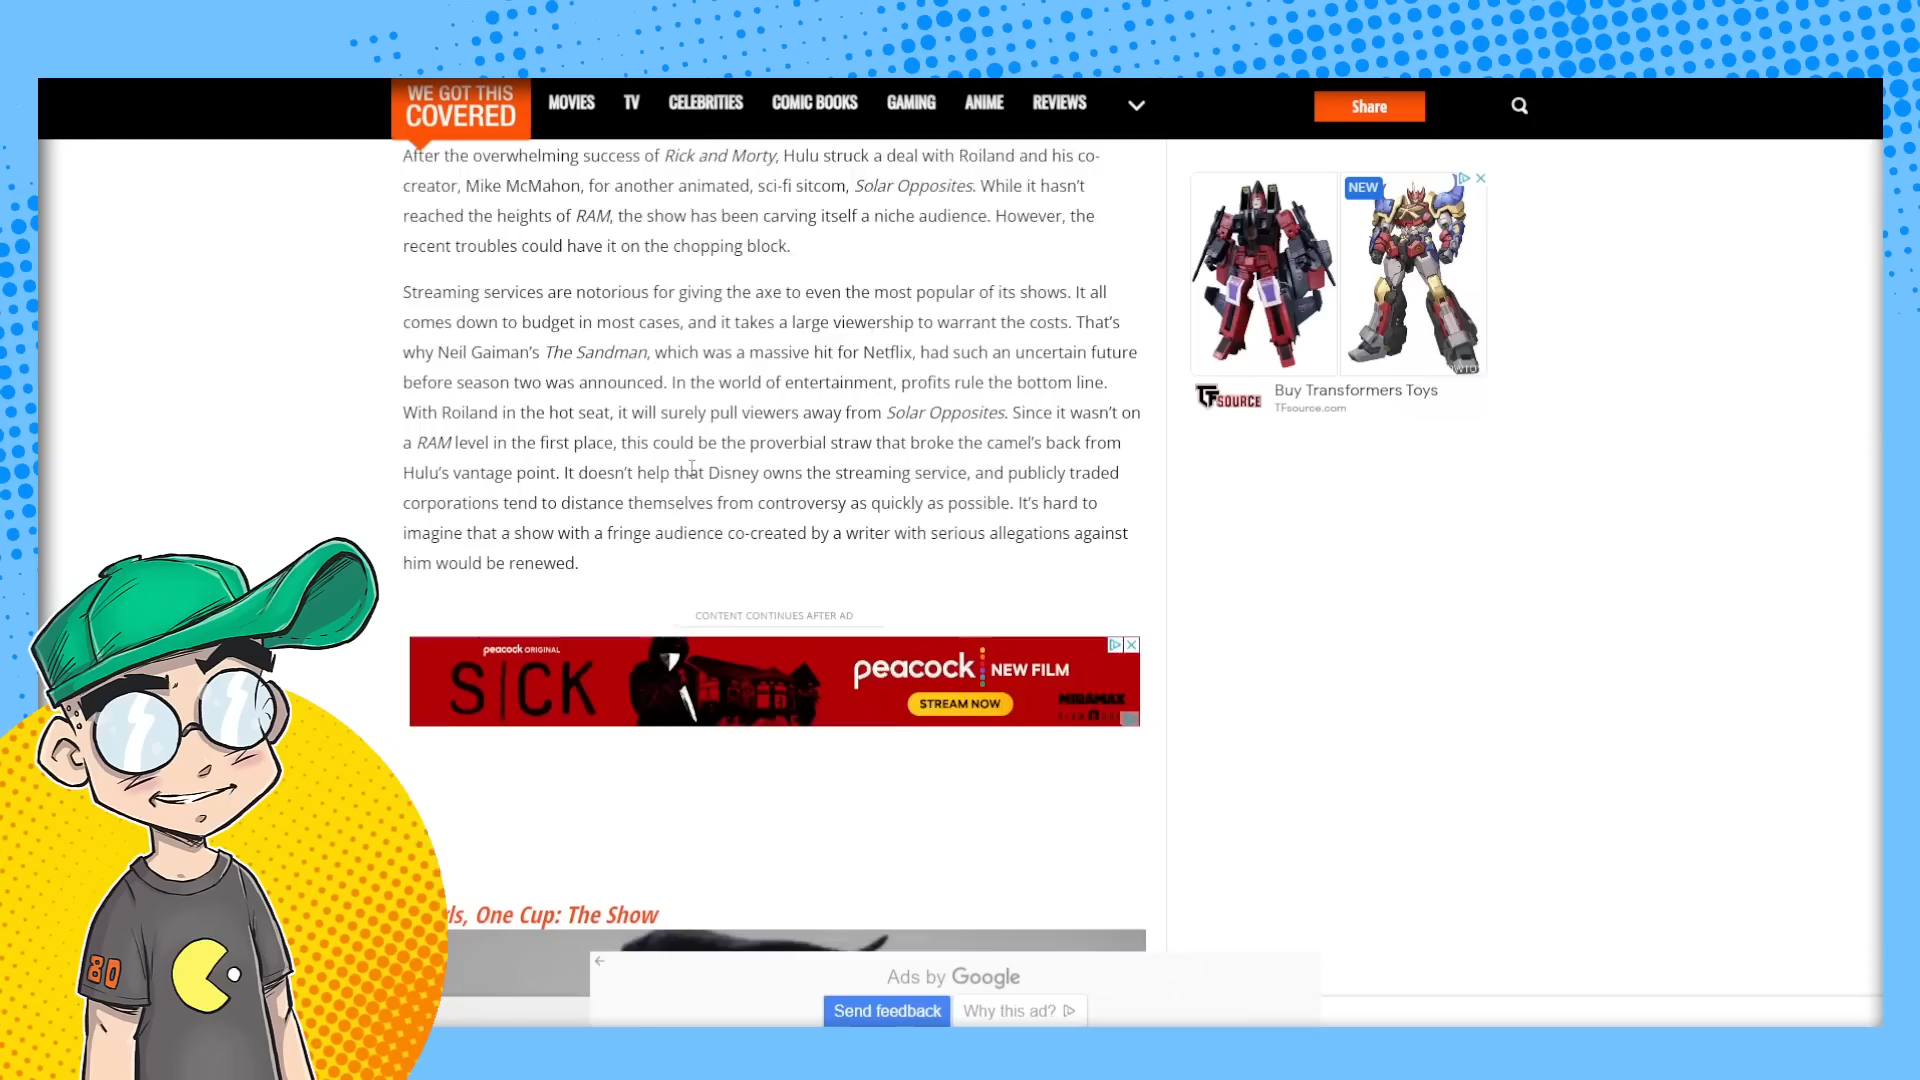 WE GOT THIS
COVERED
MOVIES TV CELEBRITIES COMIC BOOKS GAMING ANIME REVIEWS
Share
After the overwhelming success of Rick and Morty, Hulu struck a deal with Roiland and his co-
creator, Mike McMahon, for another animated, sci-fi sitcom, Solar Opposites. While it hasn't
reached the heights of RAM, the show has been carving itself a niche audience. However, the
recent troubles could have it on the chopping block.
Streaming services are notorious for giving the axe to even the most popular of its shows. It all
comes down to budget in most cases, and it takes a large viewership to warrant the costs. That's
why Neil Gaiman's The Sandman, which was a massive hit for Netflix, had such an uncertain future
before season two was announced. In the world of entertainment, profits rule the bottom line.
With Roiland in the hot seat, it will surely pull viewers away from Solar Opposites. Since it wasn't on
a RAM level in the first place, this could be the proverbial straw that broke the camel's back from
Hulu's vantage point. It doesn't help that Disney owns the streaming service, and publicly traded
corporations tend to distance themselves from controversy as quickly as possible. It's hard to
imagine that a show with a fringe audience co-created by a writer with serious allegations against
him would be renewed.
NEW
TFSOURCE
Buy Transformers Toys
TFsource.com
CONTENT CONTINUES AFTER AD
peacock ORIGINAL
S|CK
peacock
NEW FILM
STREAM NOW
MIRAMAX
One Cup: The Show
Ads by Google
Send feedback
Why this ad?
80